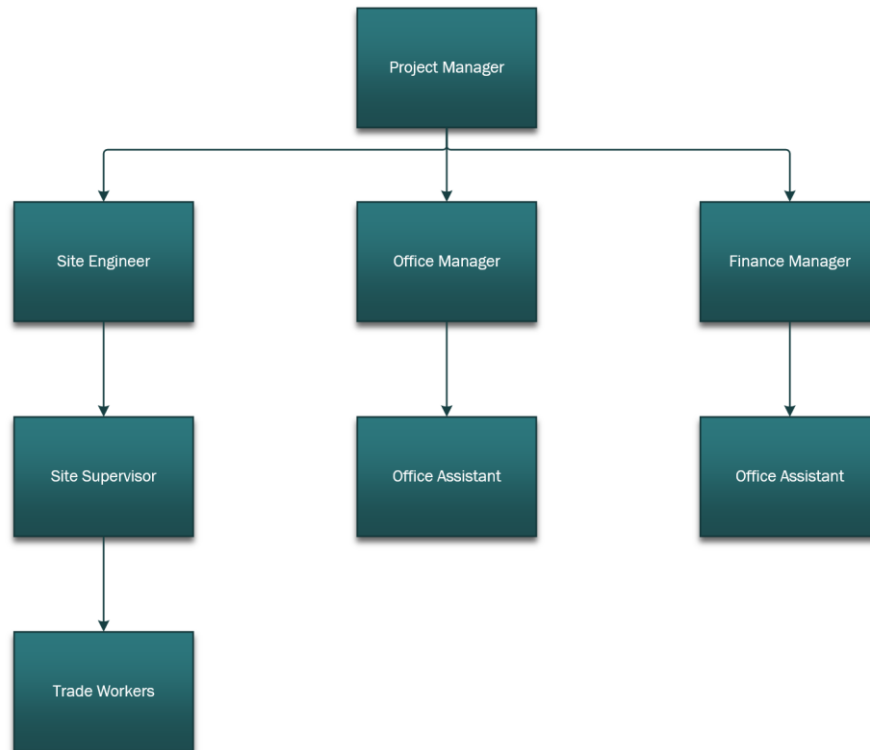 Project Manager
Site Engineer
Office Manager
Finance Manager
Site Supervisor
Office Assistant
Office Assistant
Trade Workers